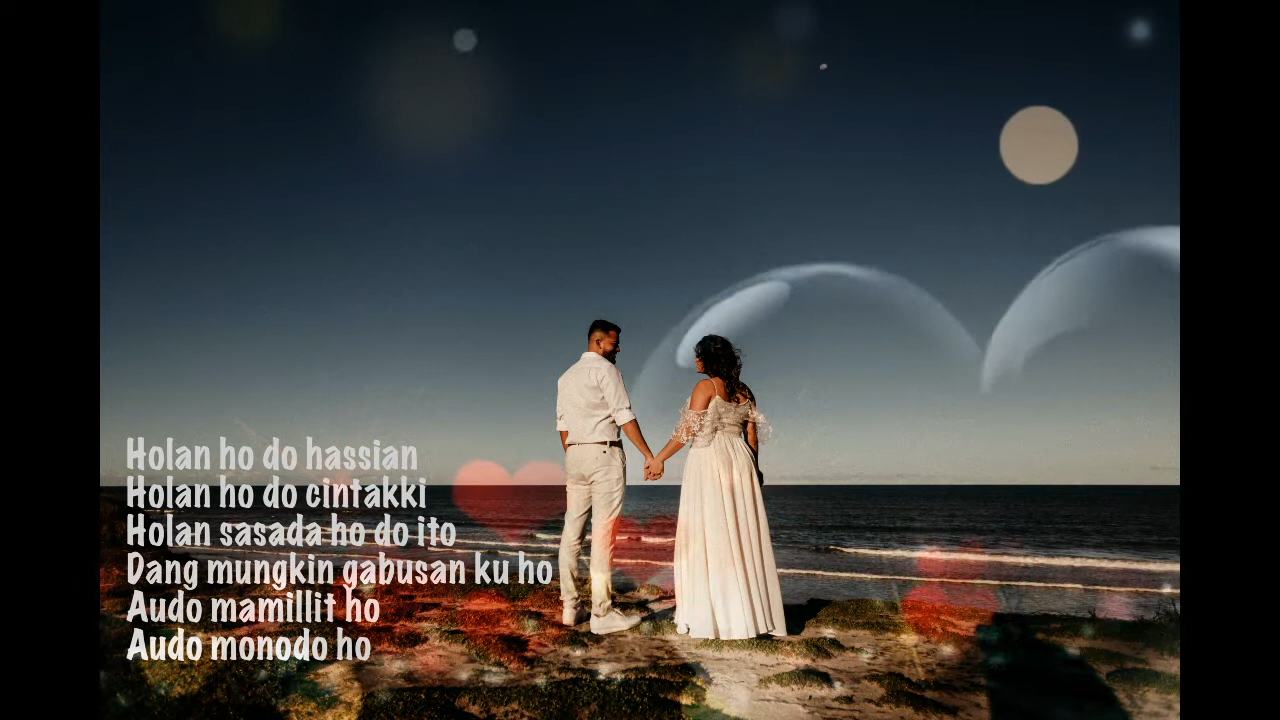 Holan ho do hassian
Holan ho do cintakki
Holan sasada ho do ito
Dang mungkin gabusan ku ho
Audo mamillit ho
Audo monodo ho